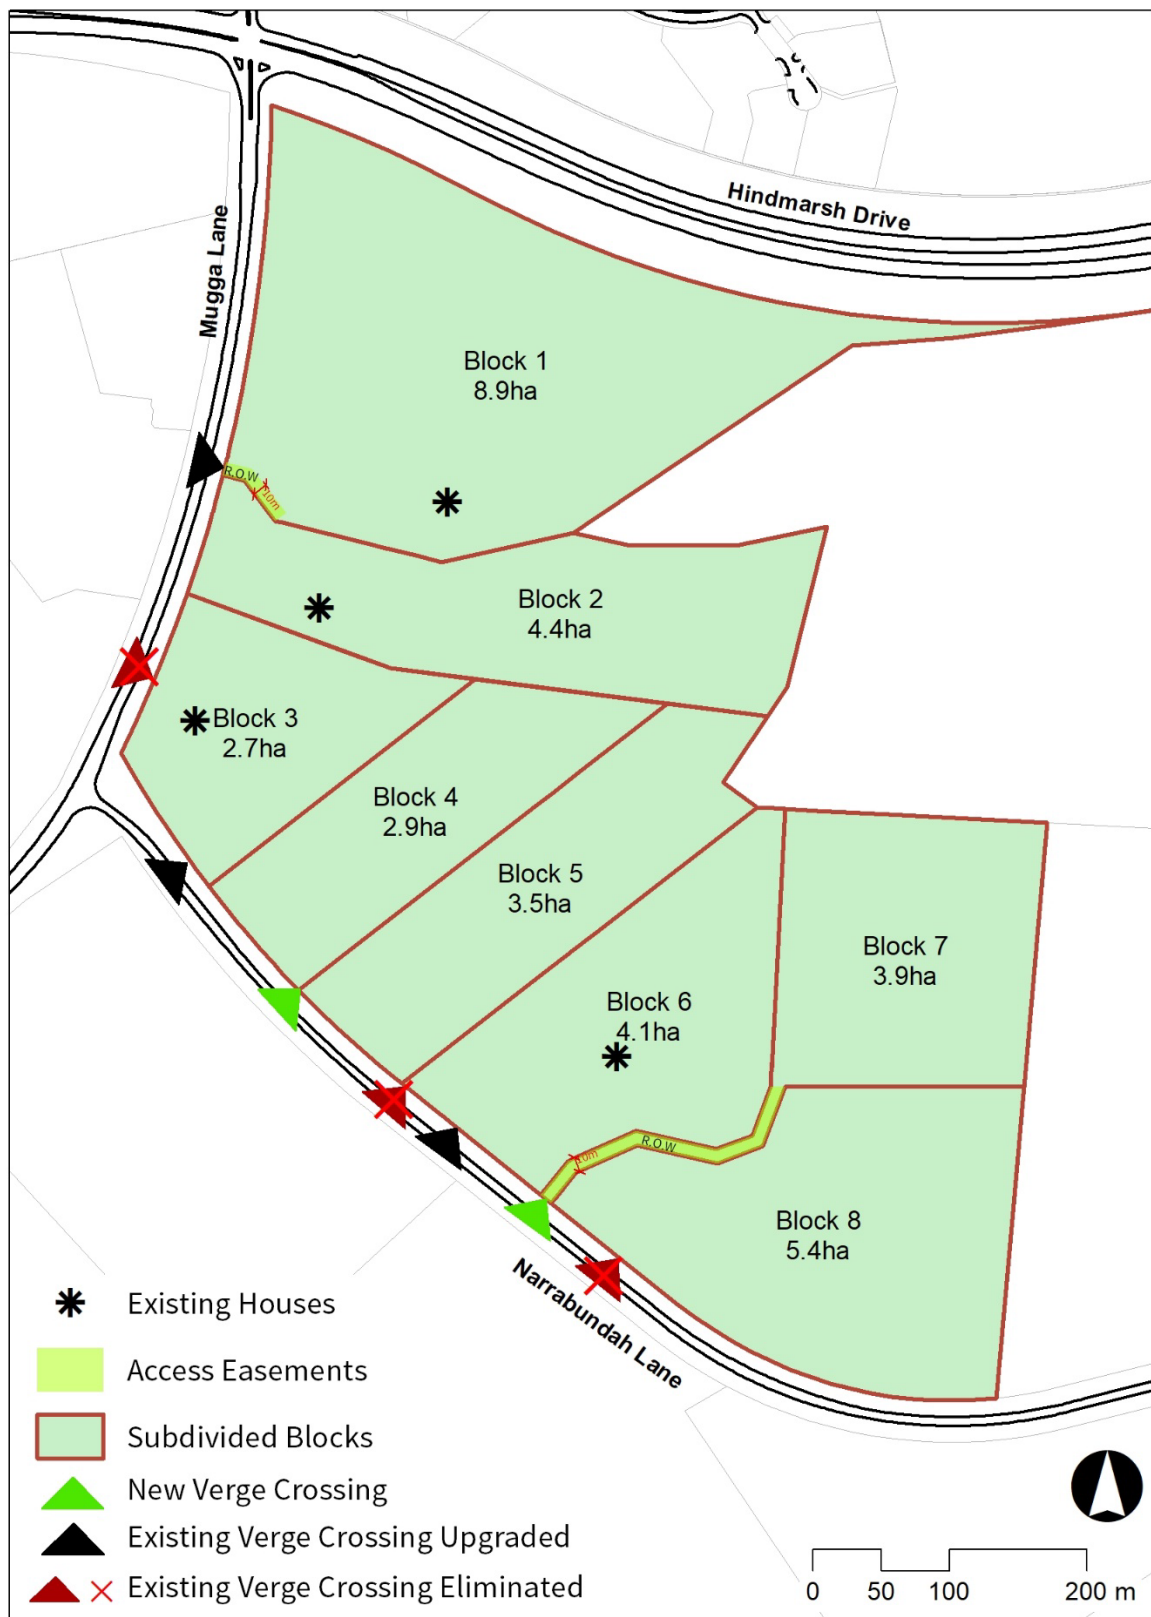 Hindmarsh Drive
Mugga Lane
Block 1
8.9ha
R.O.W
10m
Block 2
4.4ha
Block 3
2.7ha
Block 4
2.9ha
Block 5
3.5ha
Block 7
3.9ha
Block 6
4.1ha
R.O.W
10m
Block 8
5.4ha
Narrabundah Lane
Existing Houses
Access Easements
Subdivided Blocks
New Verge Crossing
Existing Verge Crossing Upgraded
Existing Verge Crossing Eliminated
0 50 100 200 m